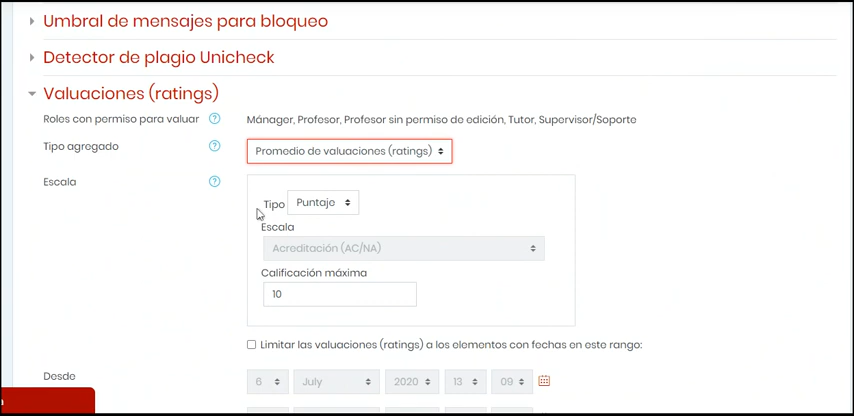 Umbral de mensajes para bloqueo
Detector de plagio Unicheck
Valuaciones (ratings)
Roles con permiso para valuar ? Mánager, Profesor, Profesor sin permiso de edición, Tutor, Supervisor/Soporte
Tipo agregado ? Promedio de valuaciones (ratings)
Escala ?
Tipo Puntaje
Escala
Acreditación (AC/NA)
Calificación máxima
10
Limitar las valuaciones (ratings) a los elementos con fechas en este rango:
Desde 6 July 2020 13 09